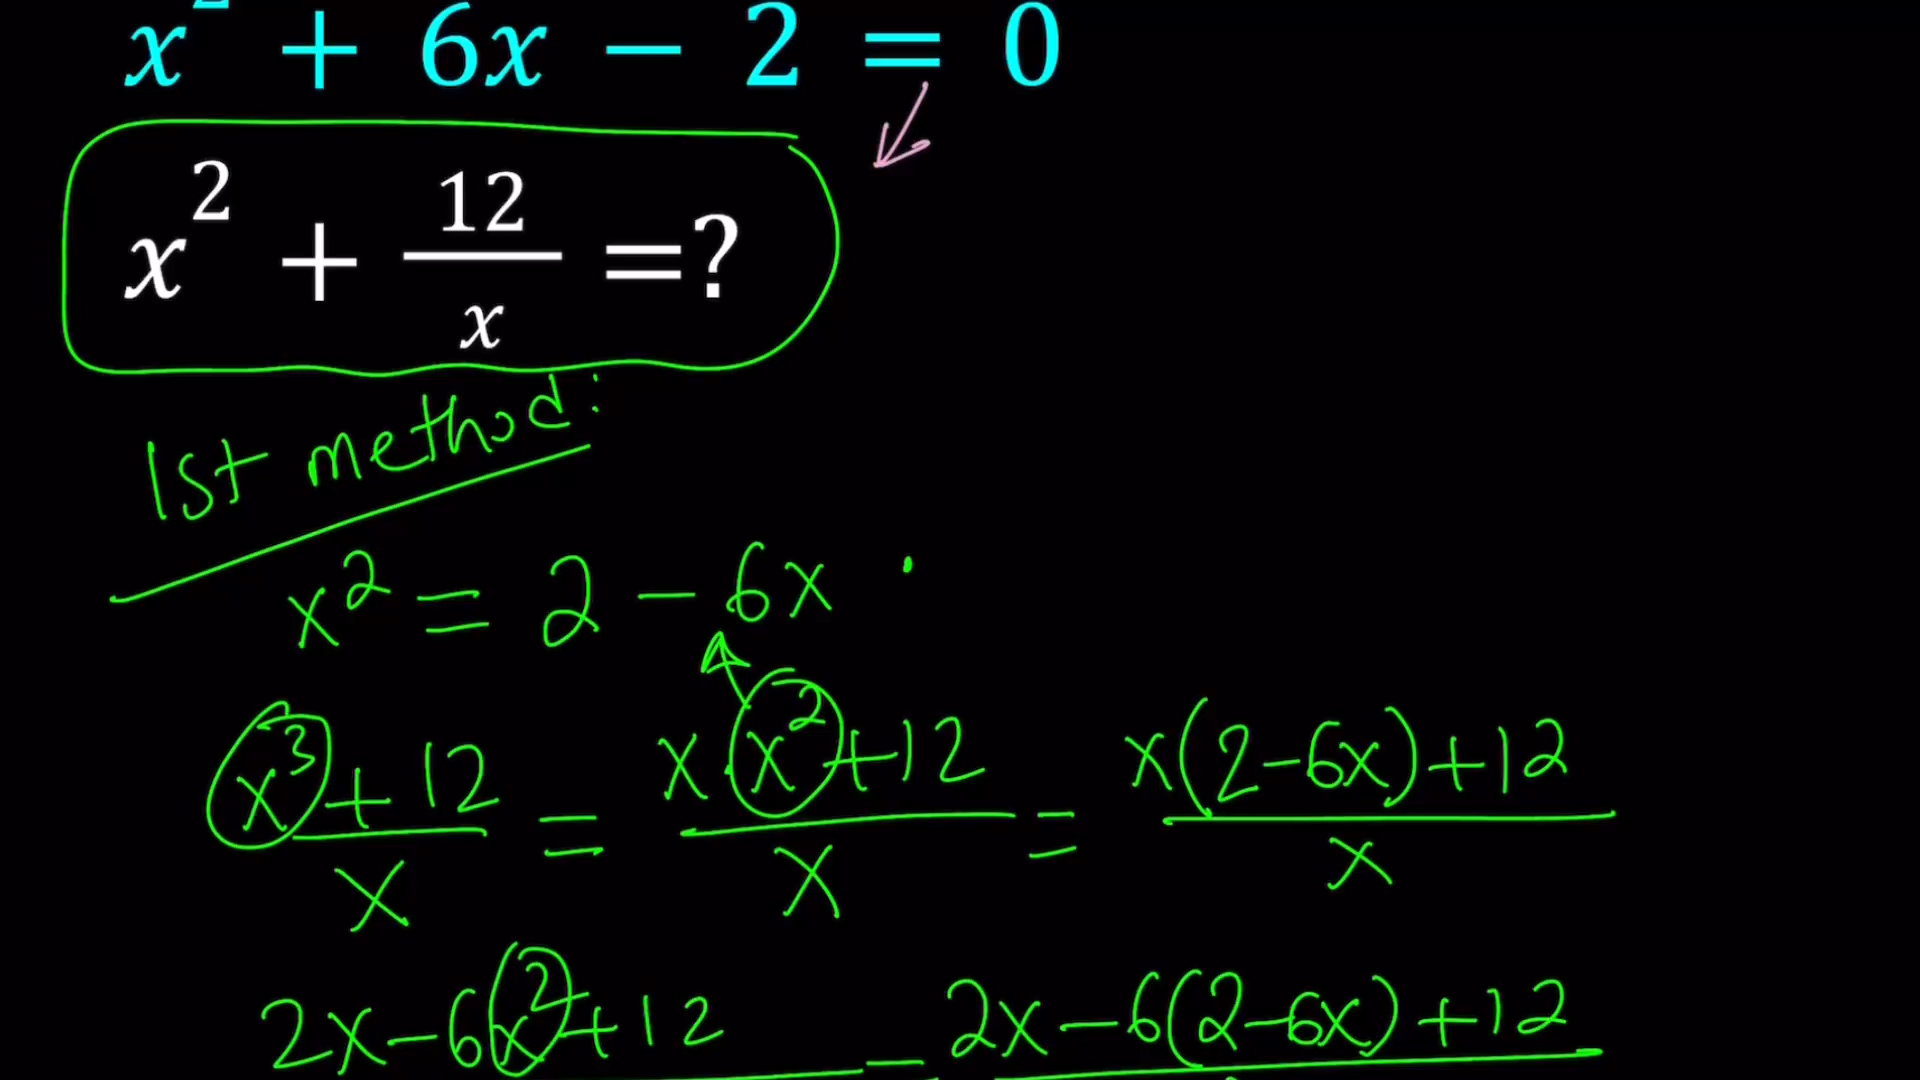 x² + 6x − 2 = 0
x² + 12/x =?
1st method:
x² = 2 − 6x
(x³ + 12)/x = (x·x² + 12)/x = (x(2 − 6x) + 12)/x
2x − 6x² + 12 = 2x − 6(2 − 6x) + 12